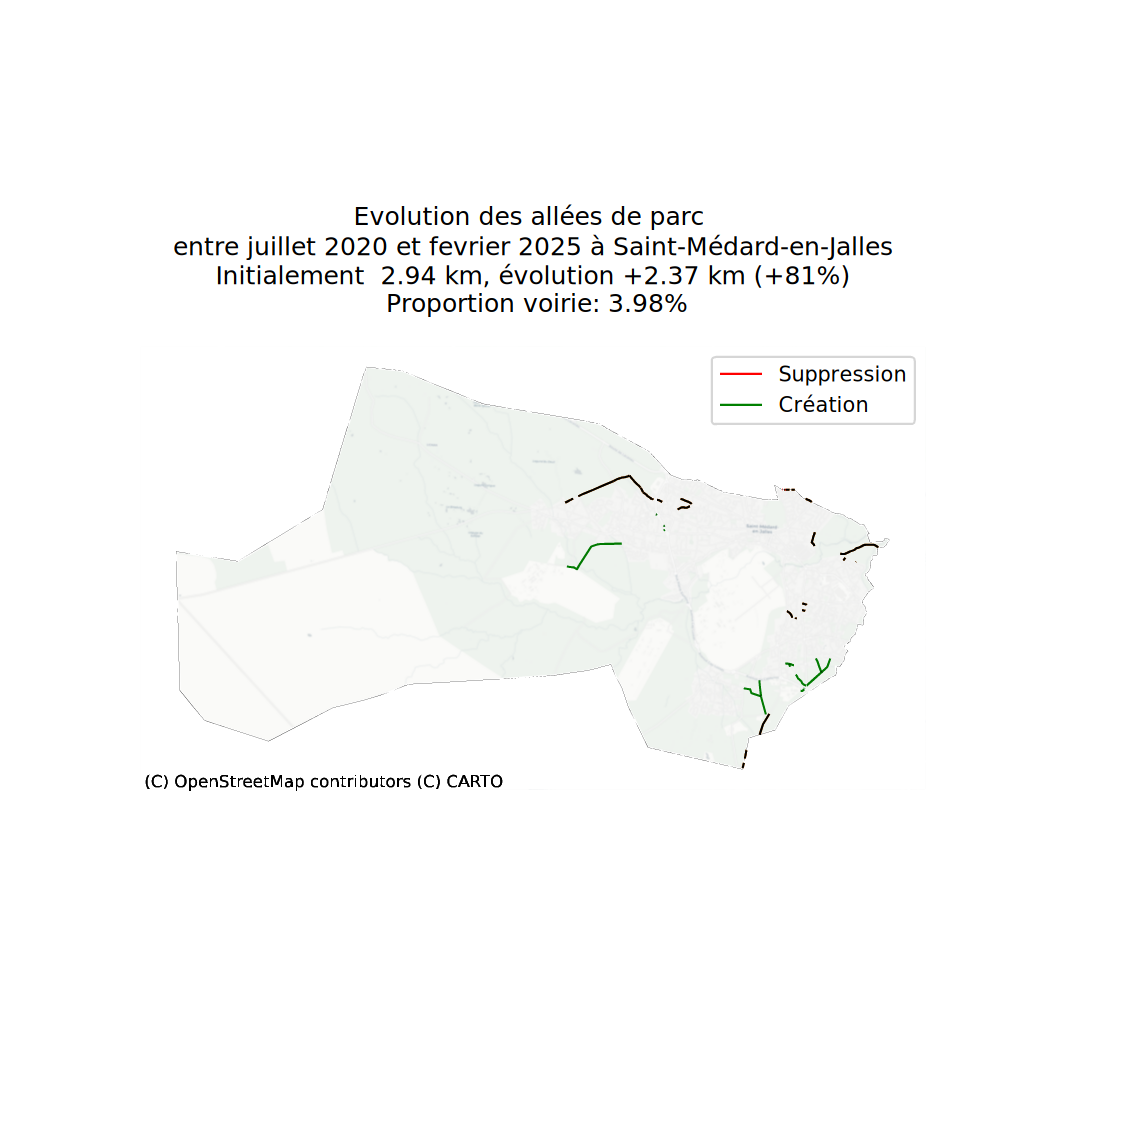 Evolution des allées de parc
entre juillet 2020 et fevrier 2025 à Saint-Médard-en-Jalles
Initialement  2.94 km, évolution +2.37 km (+81%)
Proportion voirie: 3.98%
Suppression
Création
(C) OpenStreetMap contributors (C) CARTO